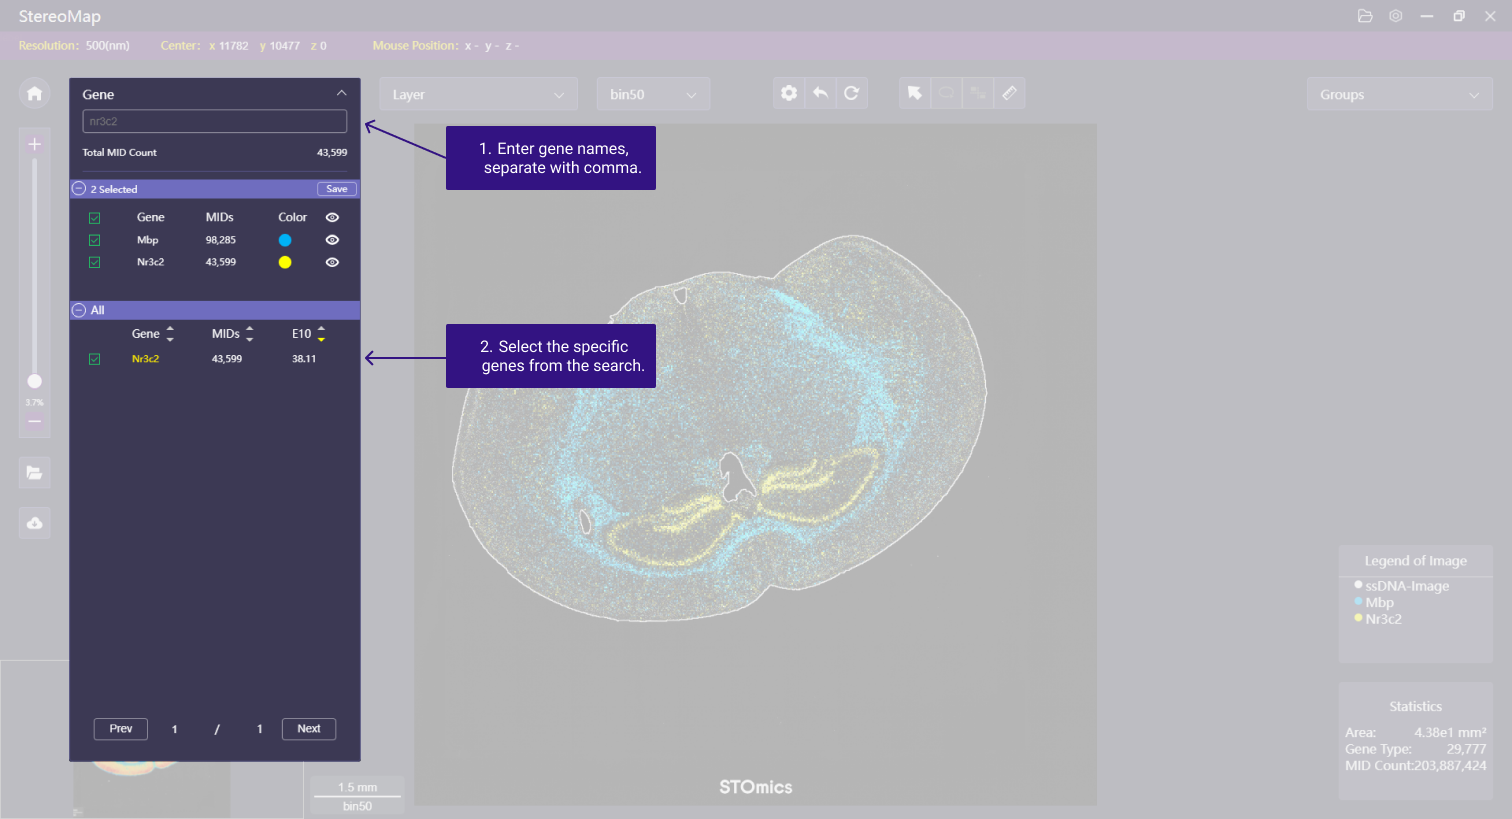 StereoMap
Resolution: 500(nm) Center: x 11782 y 10477 z 0 Mouse Position: x - y - z -
Gene
nr3c2
Total MID Count 43,599
2 Selected Save
Gene MIDs Color
Mbp 98,285
Nr3c2 43,599
All
Gene MIDs E10
Nr3c2 43,599 38.11
Prev 1 / 1 Next
3.7%
Layer
bin50
Groups
1. Enter gene names,
separate with comma.
2. Select the specific
genes from the search.
STOmics
1.5 mm
bin50
Legend of Image
ssDNA-Image
Mbp
Nr3c2
Statistics
Area: 4.38e1 mm²
Gene Type: 29,777
MID Count:203,887,424